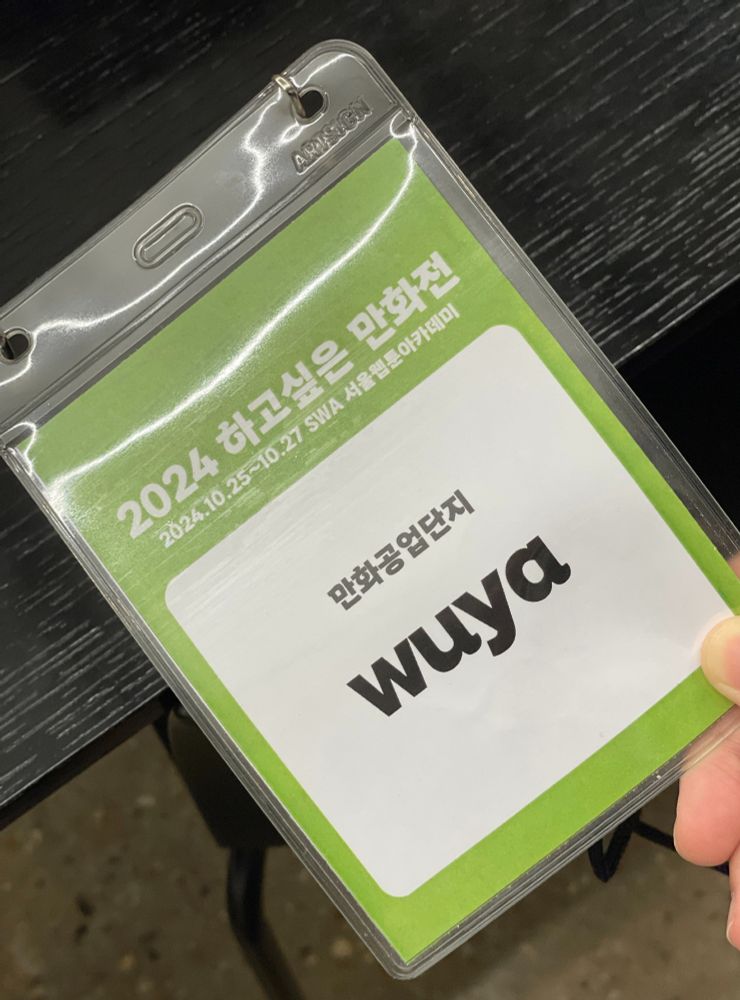 ARTSIGN
2024 하고싶은 만화전
2024.10.25~10.27 SWA 서울웹툰아카데미
만화공업단지
wuya